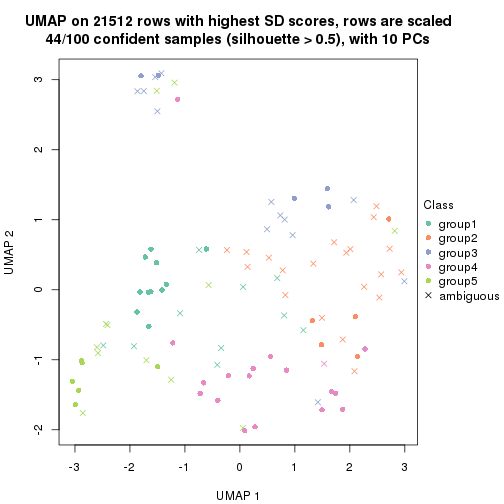 UMAP on 21512 rows with highest SD scores, rows are scaled
44/100 confident samples (silhouette > 0.5), with 10 PCs
3
2
1
0
-1
-2
UMAP 2
-3
-2
-1
0
1
2
3
UMAP 1
Class
group1
group2
group3
group4
group5
ambiguous